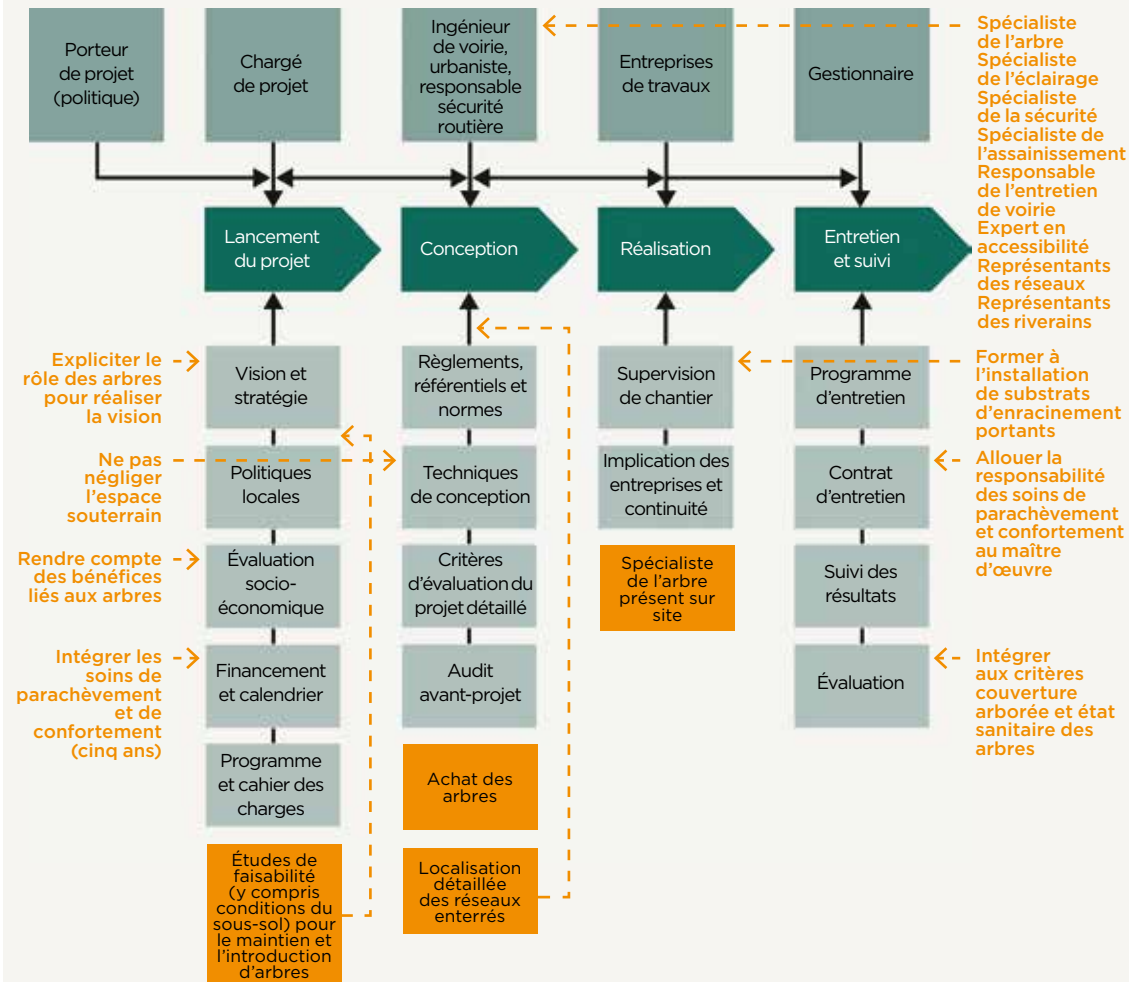 Porteur
de projet
(politique)
Chargé
de projet
Ingénieur
de voirie,
urbaniste,
responsable
sécurité
routière
Entreprises
de travaux
Gestionnaire
Spécialiste
de l'arbre
Spécialiste
de l'éclairage
Spécialiste
de la sécurité
Spécialiste de
l'assainissement
Responsable
de l'entretien
de voirie
Expert en
accessibilité
Représentants
des réseaux
Représentants
des riverains
Lancement
du projet
Conception
Réalisation
Entretien
et suivi
Expliciter le
rôle des arbres
pour réaliser
la vision
Ne pas
négliger
l'espace
souterrain
Rendre compte
des bénéfices
liés aux arbres
Intégrer les
soins de
parachèvement
et de
confortement
(cinq ans)
Vision et
stratégie
Politiques
locales
Évaluation
socio-
économique
Financement
et calendrier
Programme
et cahier des
charges
Études de
faisabilité
(y compris
conditions du
sous-sol) pour
le maintien et
l'introduction
d'arbres
Règlements,
référentiels et
normes
Techniques
de conception
Critères
d'évaluation du
projet détaillé
Audit
avant-projet
Achat des
arbres
Localisation
détaillée
des réseaux
enterrés
Supervision
de chantier
Implication des
entreprises et
continuité
Spécialiste
de l'arbre
présent sur
site
Programme
d'entretien
Contrat
d'entretien
Suivi des
résultats
Évaluation
Former à
l'installation
de substrats
d'enracinement
portants
Allouer la
responsabilité
des soins de
parachèvement
et confortement
au maître
d'œuvre
Intégrer
aux critères
couverture
arborée et état
sanitaire des
arbres